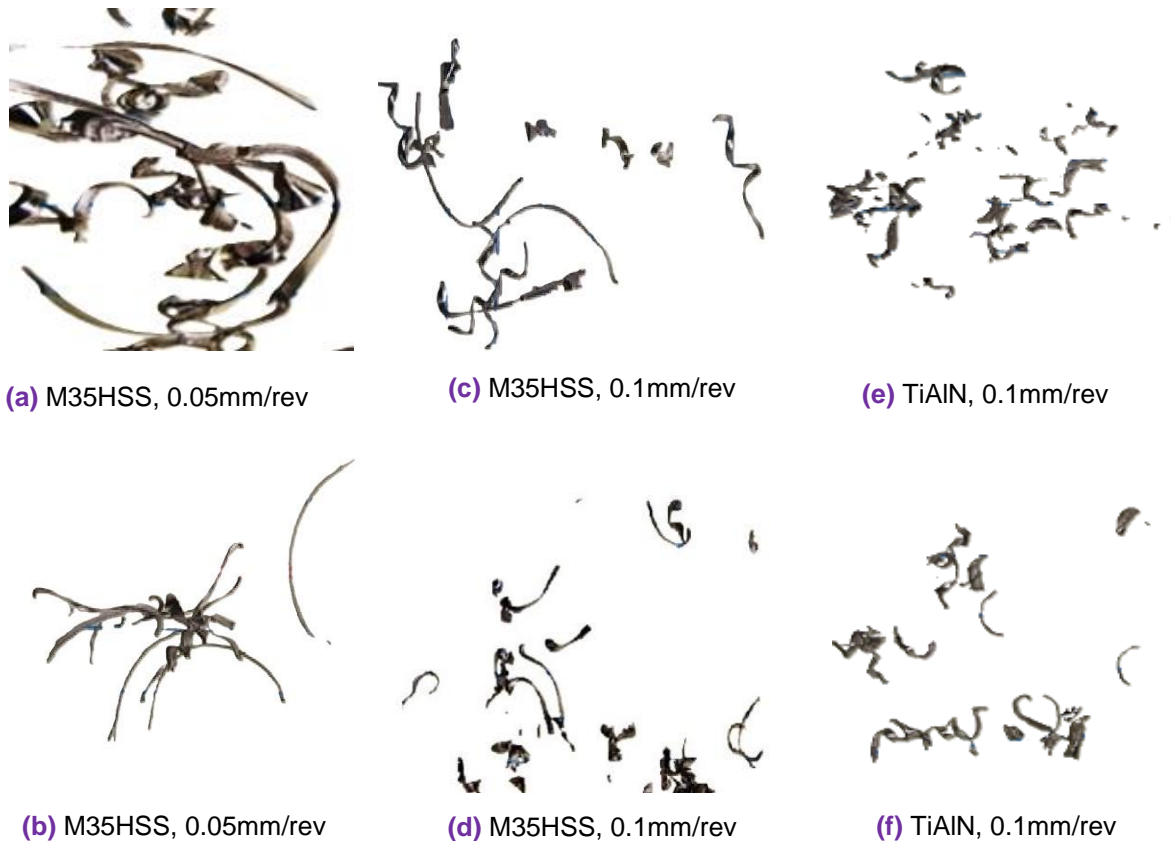 (a) M35HSS, 0.05mm/rev
(c) M35HSS, 0.1mm/rev
(e) TiAlN, 0.1mm/rev
(b) M35HSS, 0.05mm/rev
(d) M35HSS, 0.1mm/rev
(f) TiAlN, 0.1mm/rev